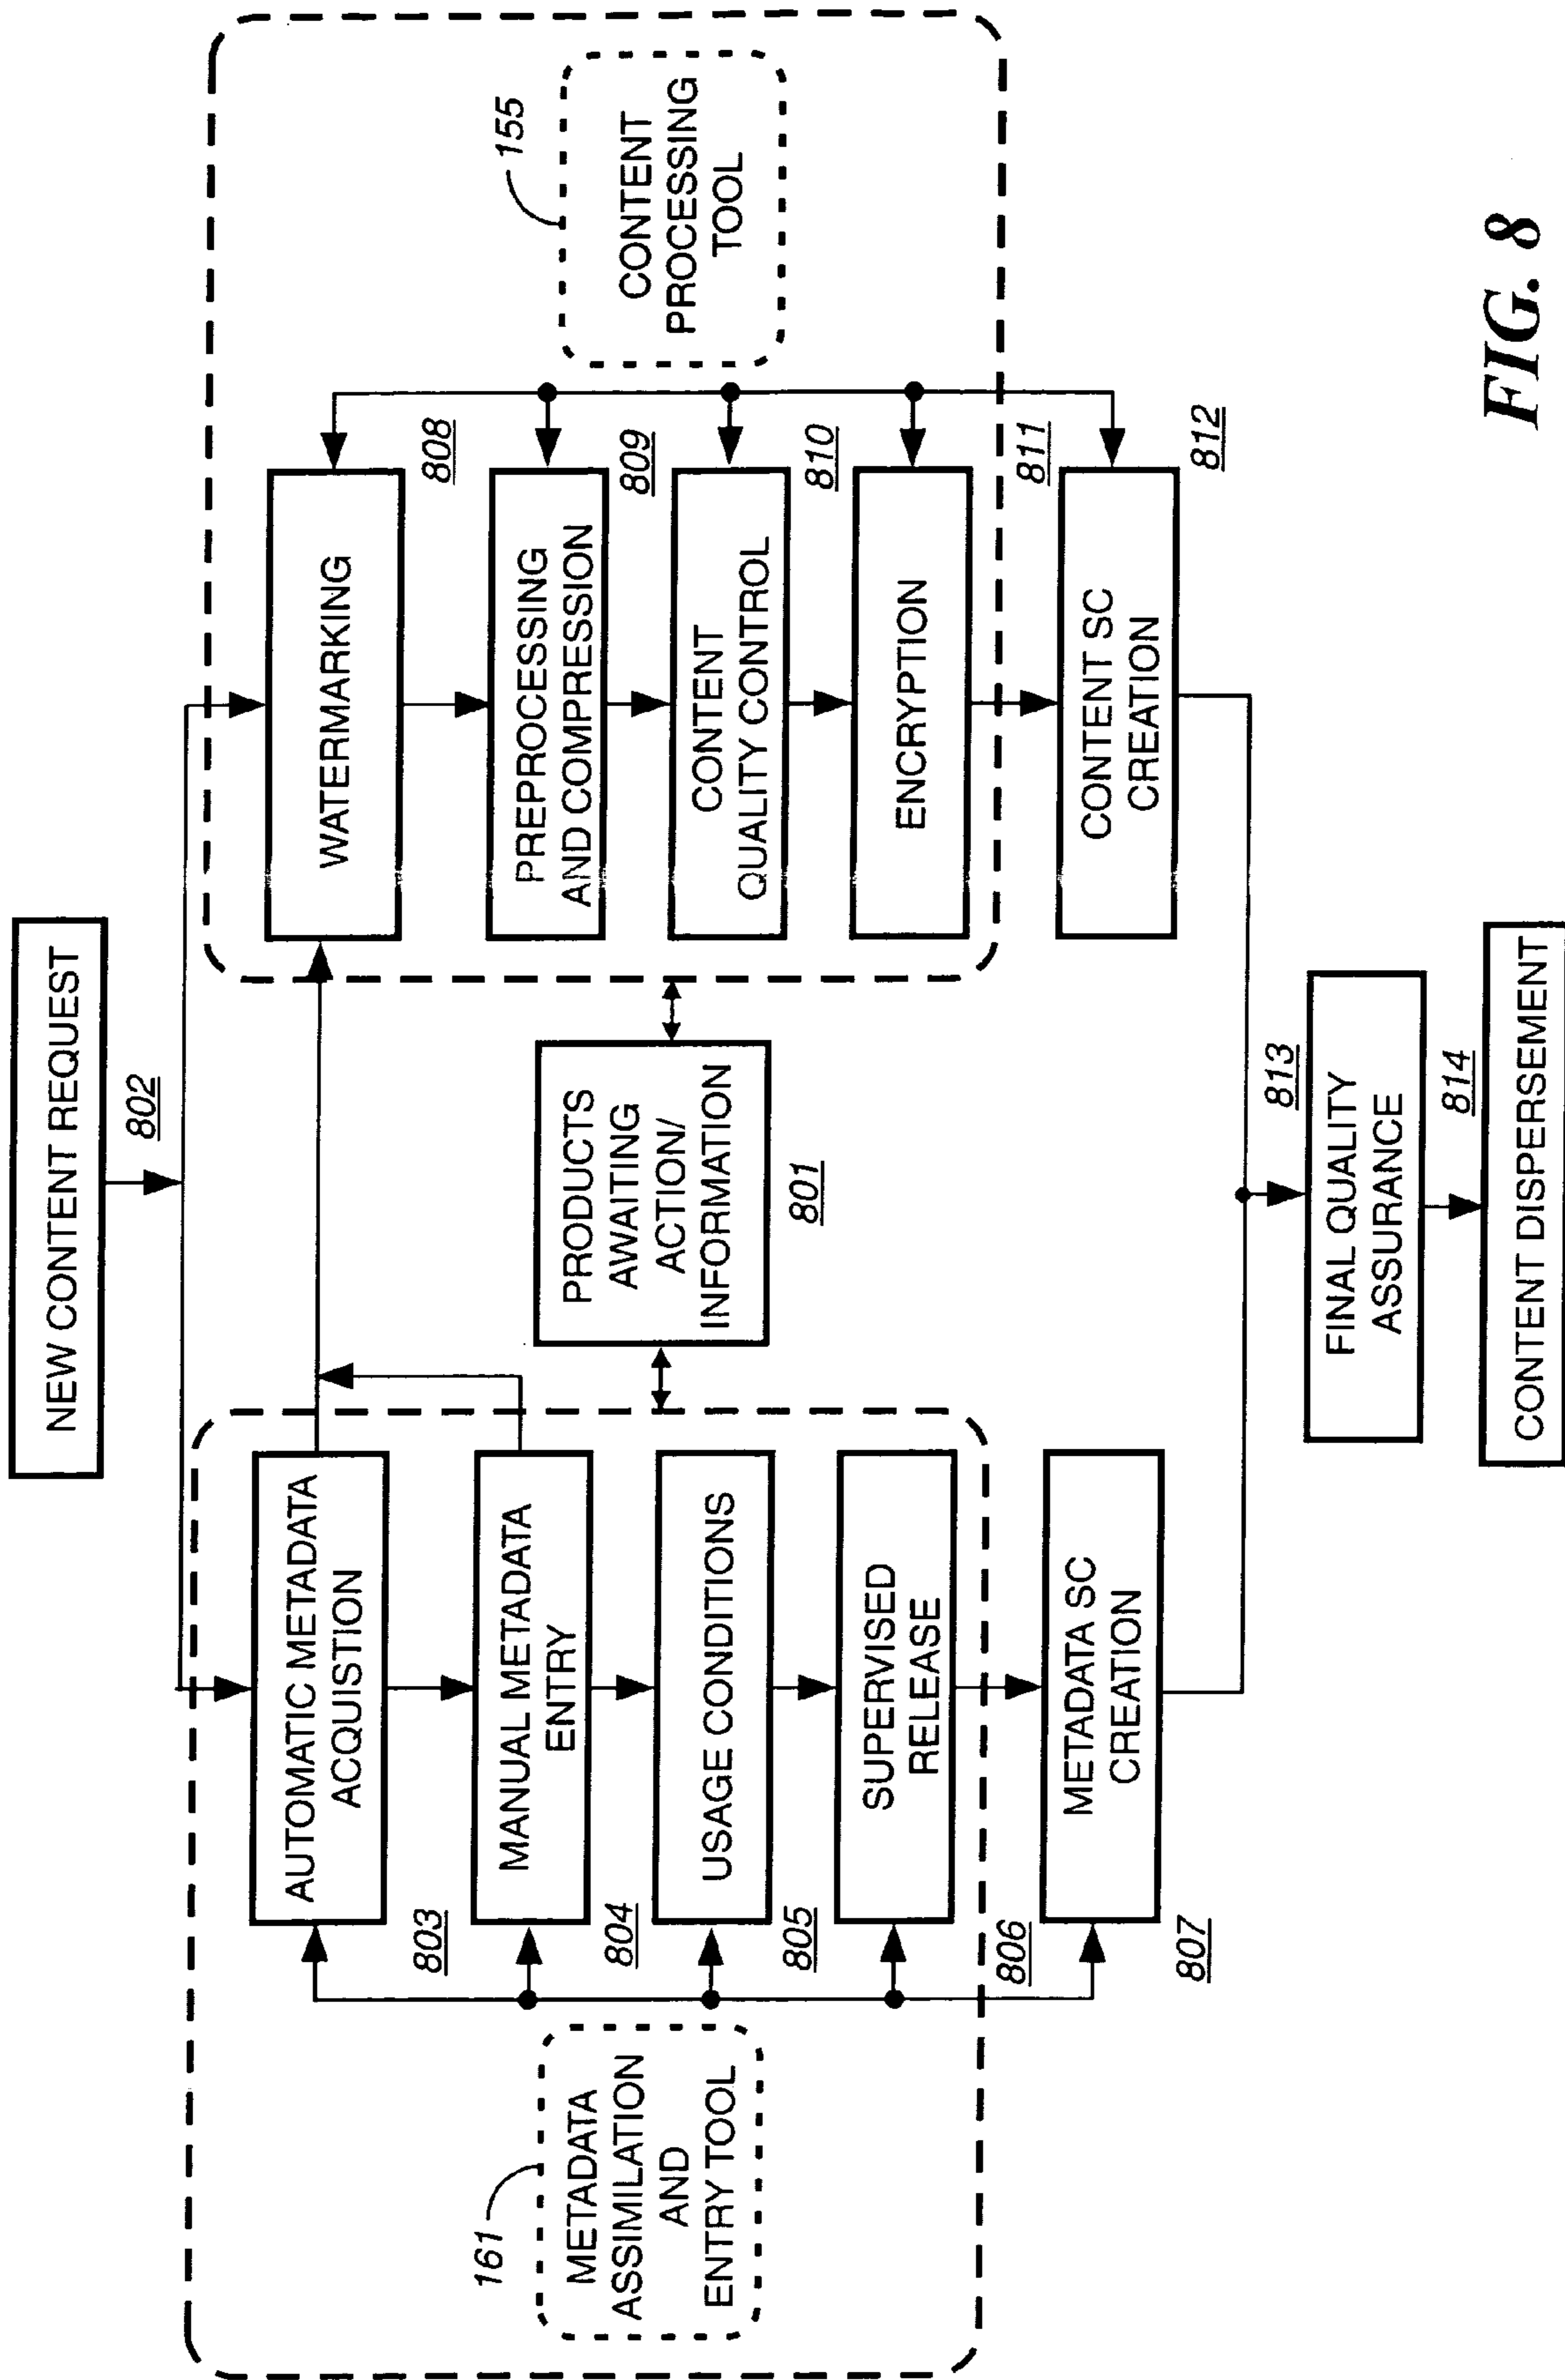 NEW CONTENT REQUEST
802
AUTOMATIC METADATA
ACQUISTION
803
MANUAL METADATA
ENTRY
804
USAGE CONDITIONS
805
SUPERVISED
RELEASE
806
METADATA SC
CREATION
807
161
METADATA
ASSIMILATION
AND
ENTRY TOOL
PRODUCTS
AWAITING
ACTION/
INFORMATION
801
WATERMARKING
808
PREPROCESSING
AND COMPRESSION
809
CONTENT
QUALITY CONTROL
810
ENCRYPTION
811
CONTENT SC
CREATION
812
155
CONTENT
PROCESSING
TOOL
813
FINAL QUALITY
ASSURANCE
814
CONTENT DISPERSEMENT
FIG. 8